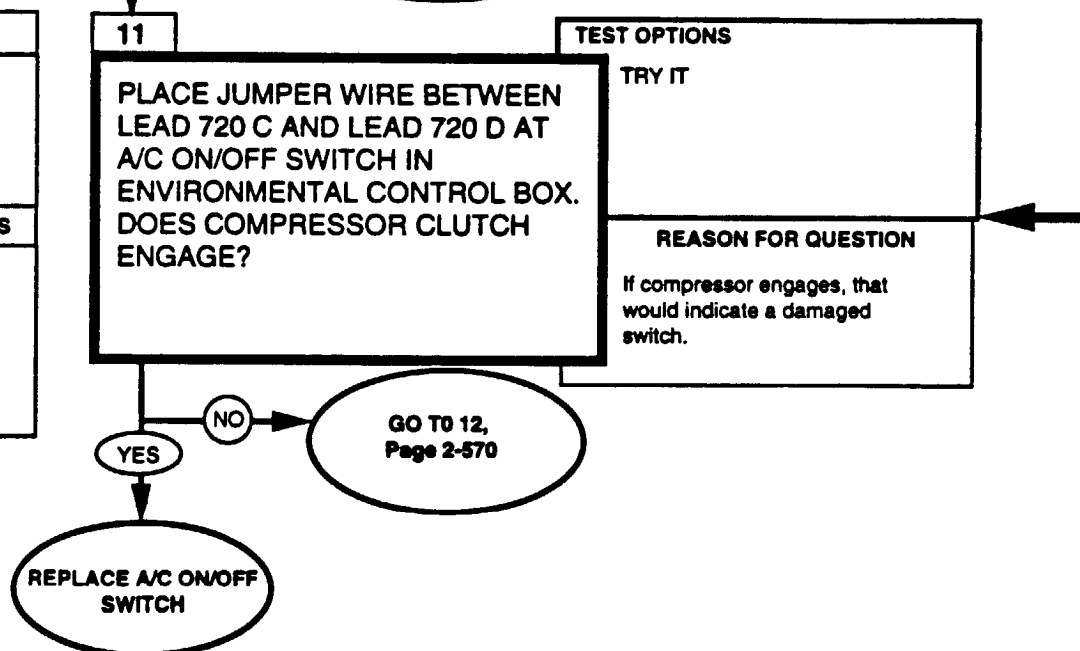 11
PLACE JUMPER WIRE BETWEEN
LEAD 720 C AND LEAD 720 D AT
A/C ON/OFF SWITCH IN
ENVIRONMENTAL CONTROL BOX.
DOES COMPRESSOR CLUTCH
ENGAGE?
TEST OPTIONS
TRY IT
REASON FOR QUESTION
If compressor engages, that
would indicate a damaged
switch.
S
NO
GO T0 12,
Page 2-570
YES
REPLACE A/C ON/OFF
SWITCH